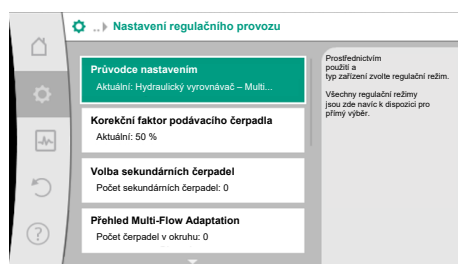 ..▸ Nastavení regulačního provozu
Průvodce nastavením
Aktuální: Hydraulický vyrovnávač – Multi...
Korekční faktor podávacího čerpadla
Aktuální: 50 %
Volba sekundárních čerpadel
Počet sekundárních čerpadel: 0
Přehled Multi-Flow Adaptation
Počet čerpadel v okruhu: 0
Prostřednictvím
použití a
typ zařízení zvolte regulační režim.
Všechny regulační režimy
jsou zde navíc k dispozici pro
přímý výběr.